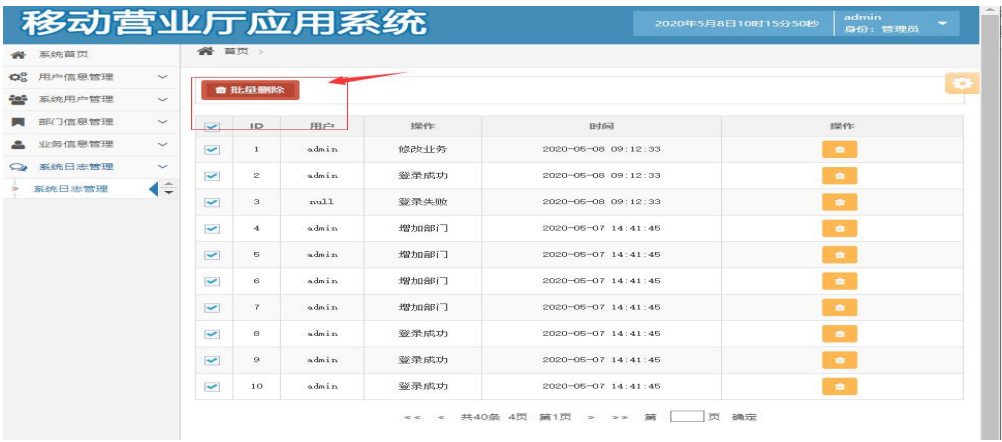 移动营业厅应用系统
2020年5月8日10时15分50秒
admin
身份：管理员
系统首页
用户信息管理
系统用户管理
部门信息管理
业务信息管理
系统日志管理
系统日志管理
首页 >
批量删除
ID 用户 操作 时间 操作
1 admin 修改业务 2020-05-08 09:12:33
2 admin 登录成功 2020-05-08 09:12:33
3 null 登录失败 2020-05-08 09:12:33
4 admin 增加部门 2020-05-07 14:41:45
5 admin 增加部门 2020-05-07 14:41:45
6 admin 增加部门 2020-05-07 14:41:45
7 admin 增加部门 2020-05-07 14:41:45
8 admin 登录成功 2020-05-07 14:41:45
9 admin 登录成功 2020-05-07 14:41:45
10 admin 登录成功 2020-05-07 14:41:45
<< < 共40条 4页 第1页 > >> 第 页 确定